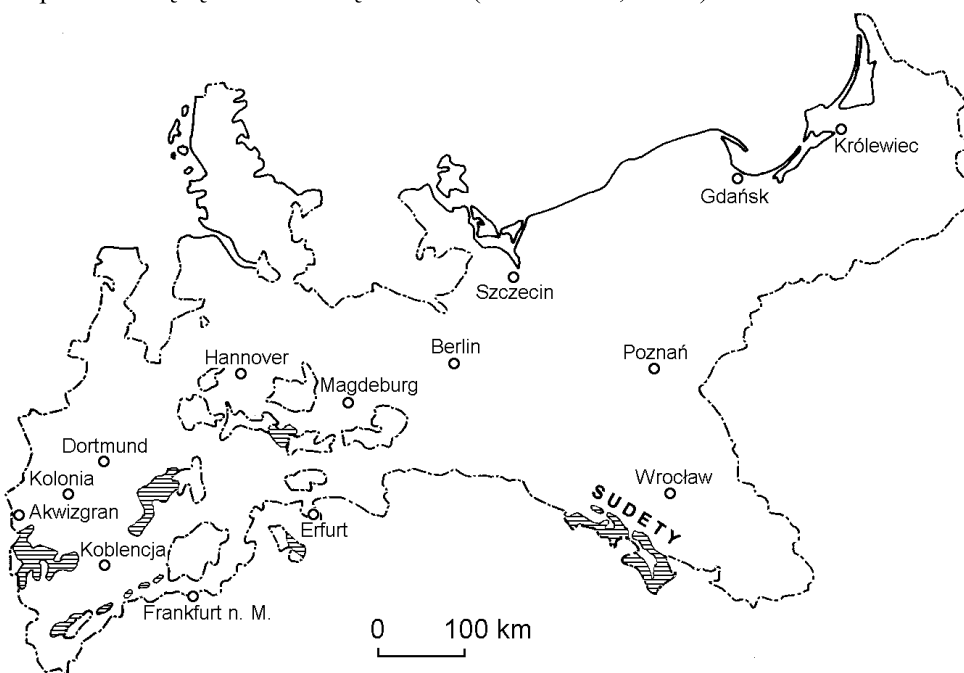 Królewiec
Gdańsk
Szczecin
Berlin
Poznań
Hannover
Magdeburg
Dortmund
Kolonia
Wrocław
SUDETY
Akwizgran
Erfurt
Koblencja
Frankfurt n. M.
0 100 km